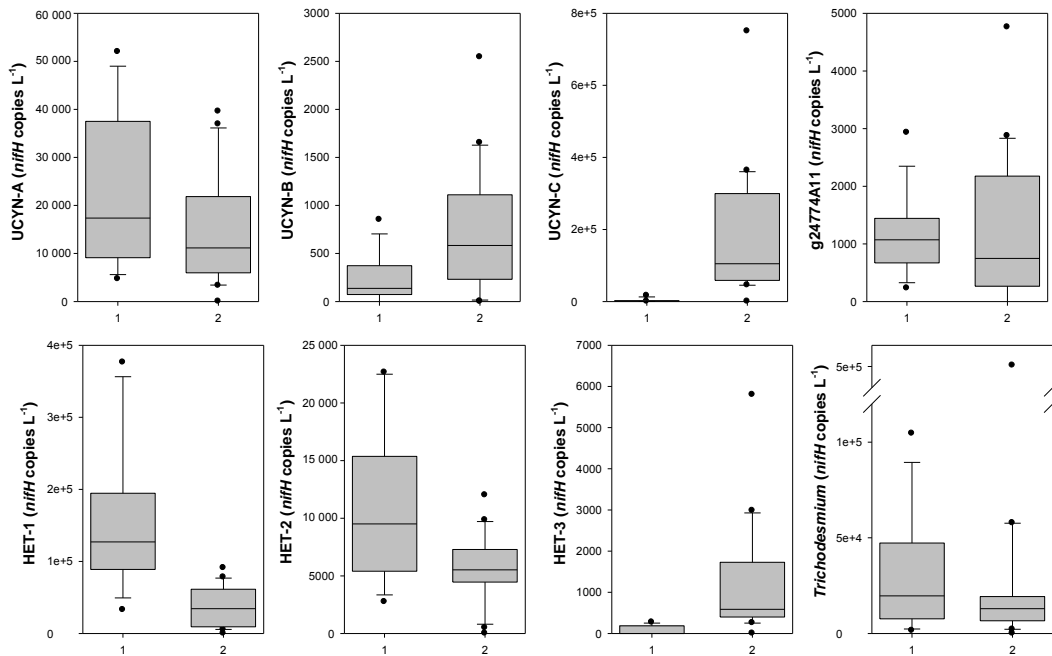 UCYN-A (nifH copies L-1)
60 000
50 000
40 000
30 000
20 000
10 000
0
1 2
UCYN-B (nifH copies L-1)
3000
2500
2000
1500
1000
500
0
1 2
UCYN-C (nifH copies L-1)
8e+5
6e+5
4e+5
2e+5
0
1 2
g24774A11 (nifH copies L-1)
5000
4000
3000
2000
1000
0
1 2
HET-1 (nifH copies L-1)
4e+5
3e+5
2e+5
1e+5
0
1 2
HET-2 (nifH copies L-1)
25 000
20 000
15 000
10 000
5000
0
1 2
HET-3 (nifH copies L-1)
7000
6000
5000
4000
3000
2000
1000
0
1 2
Trichodesmium (nifH copies L-1)
5e+5
1e+5
5e+4
0
1 2